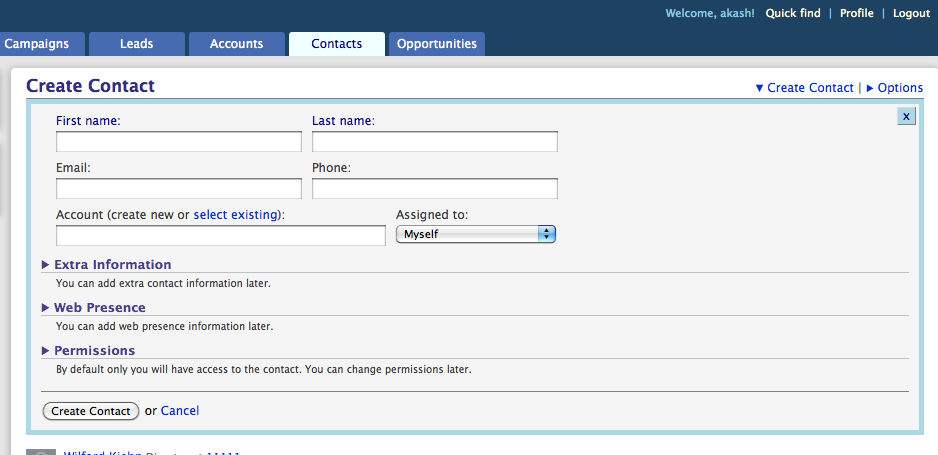 Welcome, akash! Quick find | Profile | Logout
Campaigns Leads Accounts Contacts Opportunities
Create Contact ▼ Create Contact | ▶ Options
x
First name: Last name:
Email: Phone:
Account (create new or select existing): Assigned to:
Myself
▶ Extra Information
You can add extra contact information later.
▶ Web Presence
You can add web presence information later.
▶ Permissions
By default only you will have access to the contact. You can change permissions later.
Create Contact or Cancel